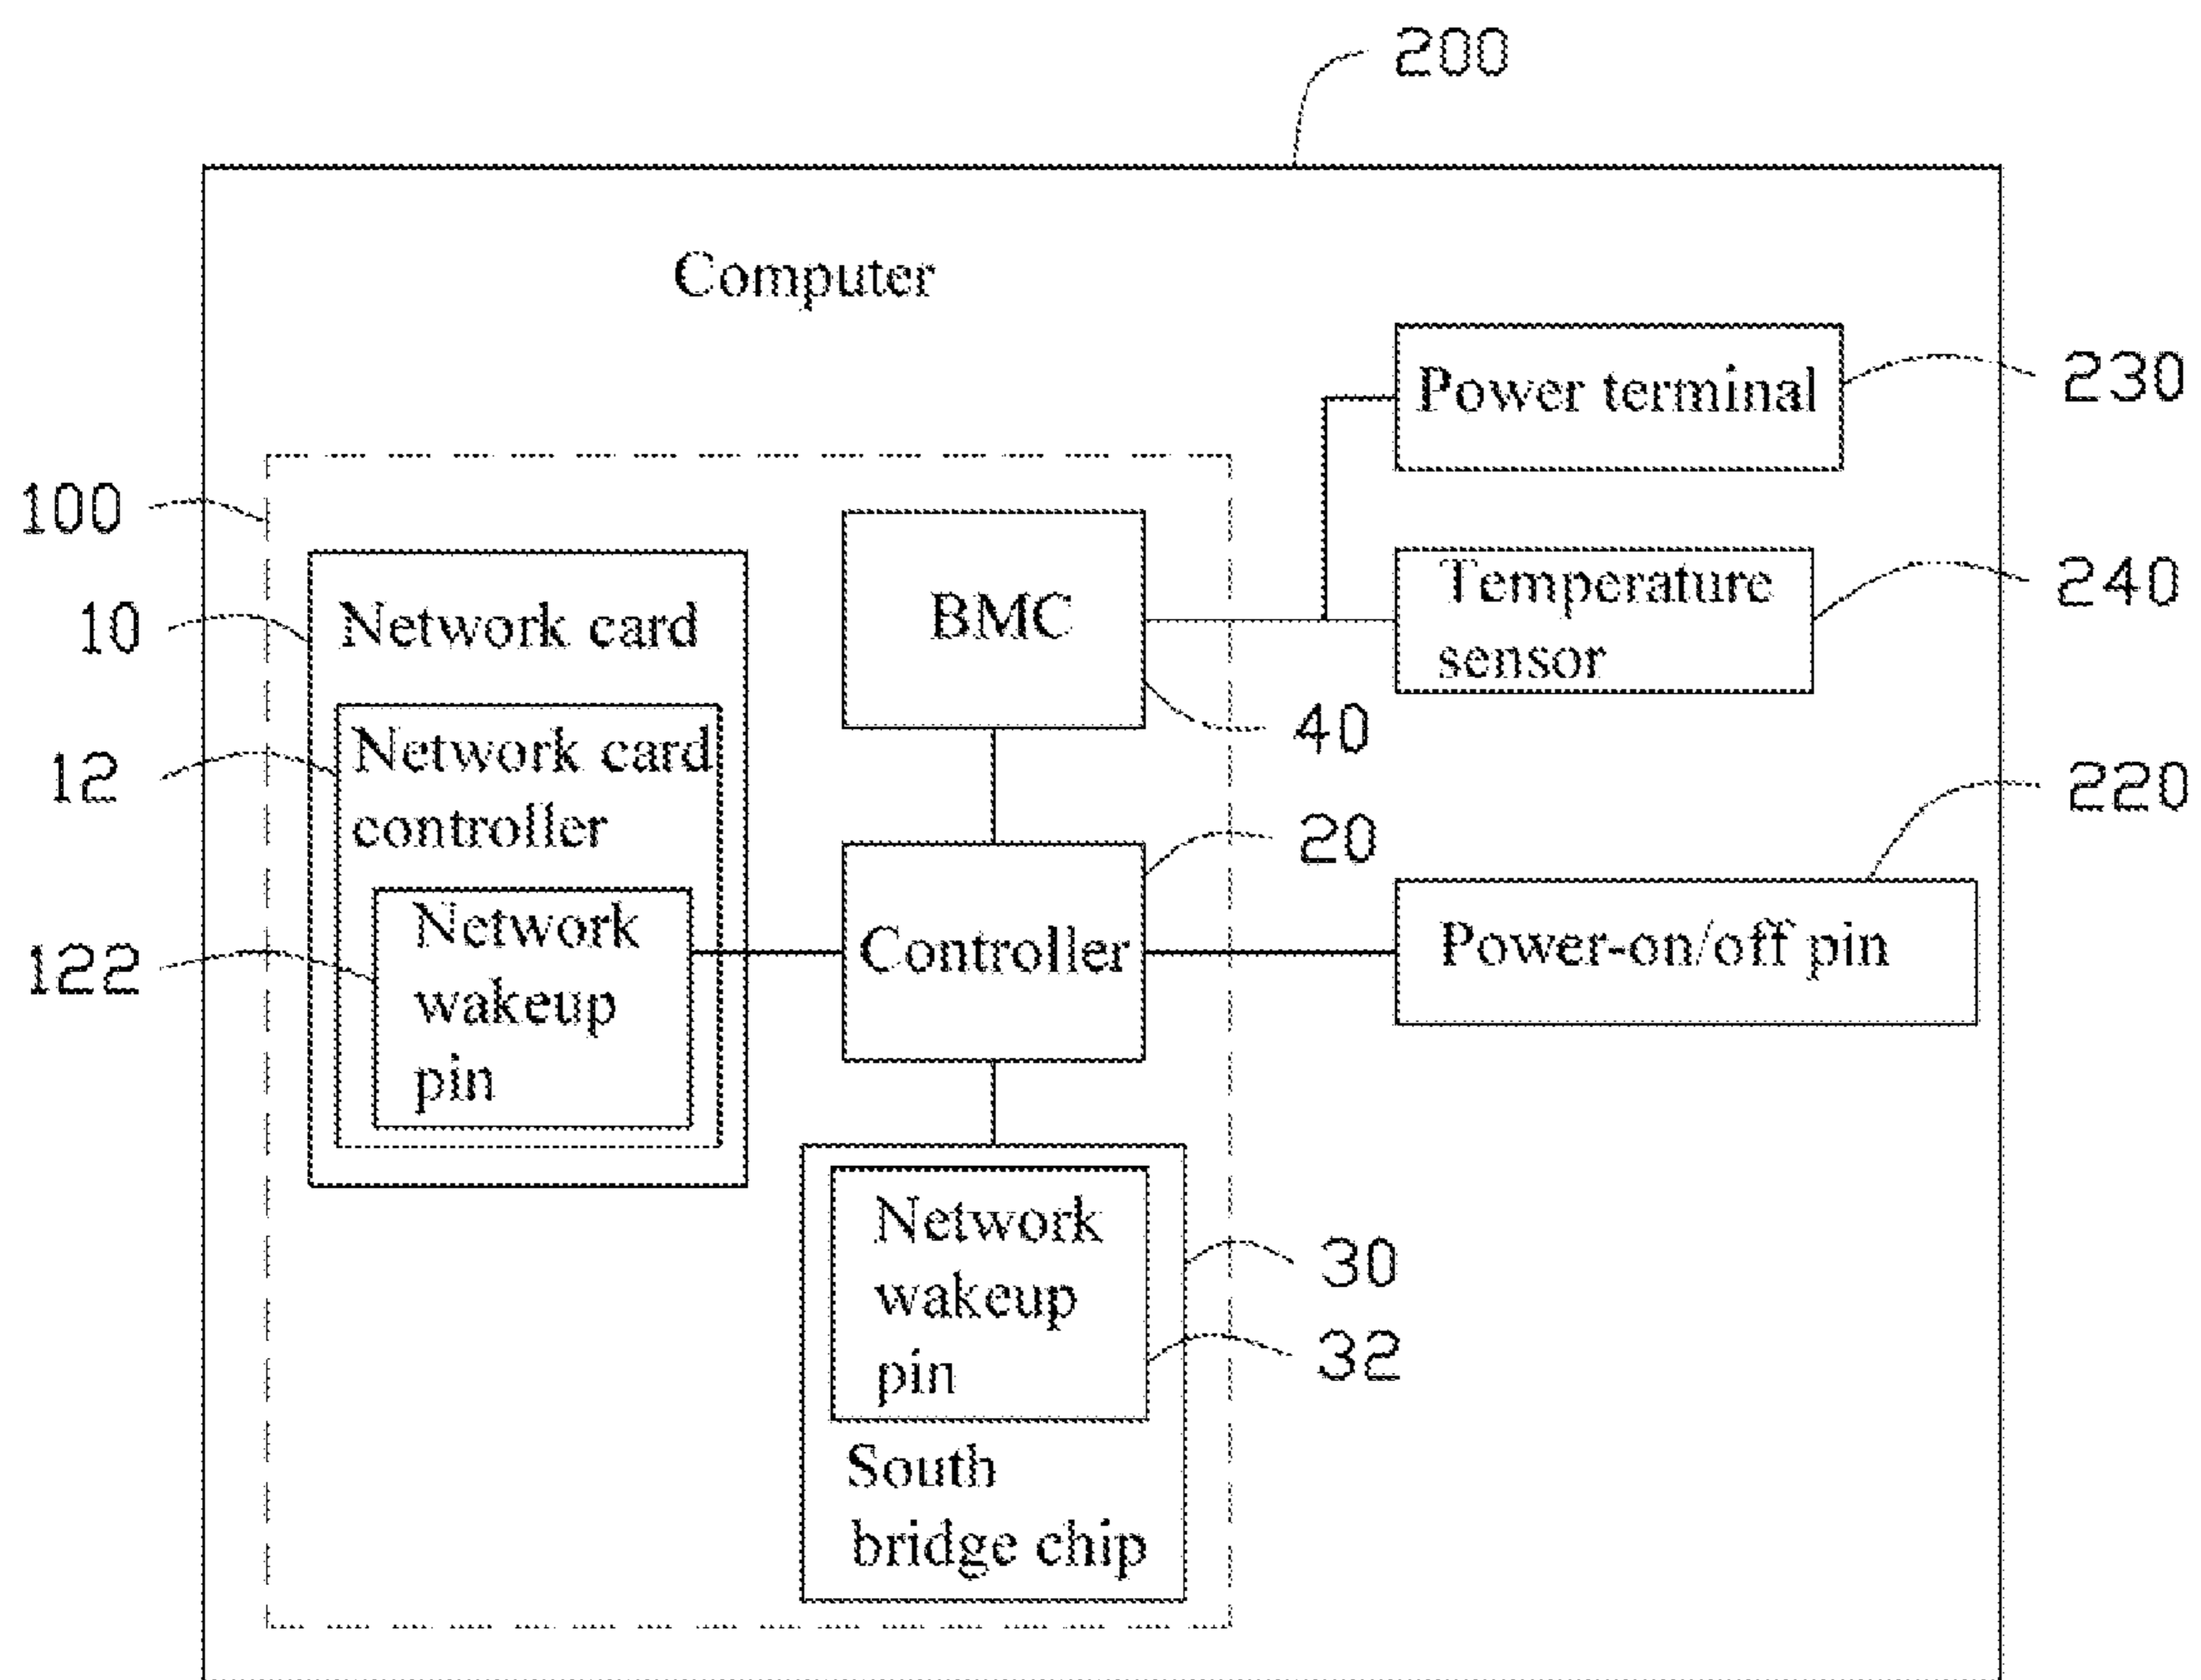 200
Computer
Power terminal
230
100
10
Network card
BMC
Temperature
sensor
240
40
12
Network card
controller
20
220
122
Network
wakeup
pin
Controller
Power-on/off pin
Network
wakeup
pin
30
32
South
bridge chip